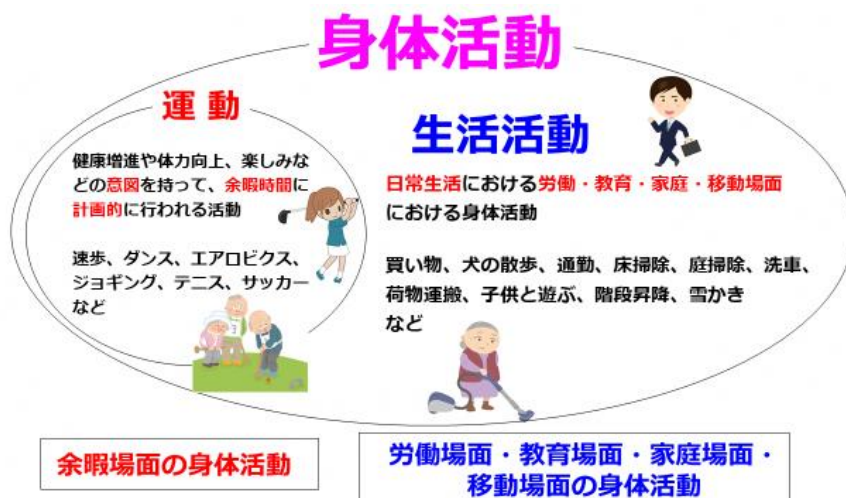 身体活動
運 動
健康増進や体力向上、楽しみな
どの意図を持って、余暇時間に
計画的に行われる活動
速歩、ダンス、エアロビクス、
ジョギング、テニス、サッカー
など
生活活動
日常生活における労働・教育・家庭・移動場面
における身体活動
買い物、犬の散歩、通勤、床掃除、庭掃除、洗車、
荷物運搬、子供と遊ぶ、階段昇降、雪かき
など
余暇場面の身体活動
労働場面・教育場面・家庭場面・
移動場面の身体活動